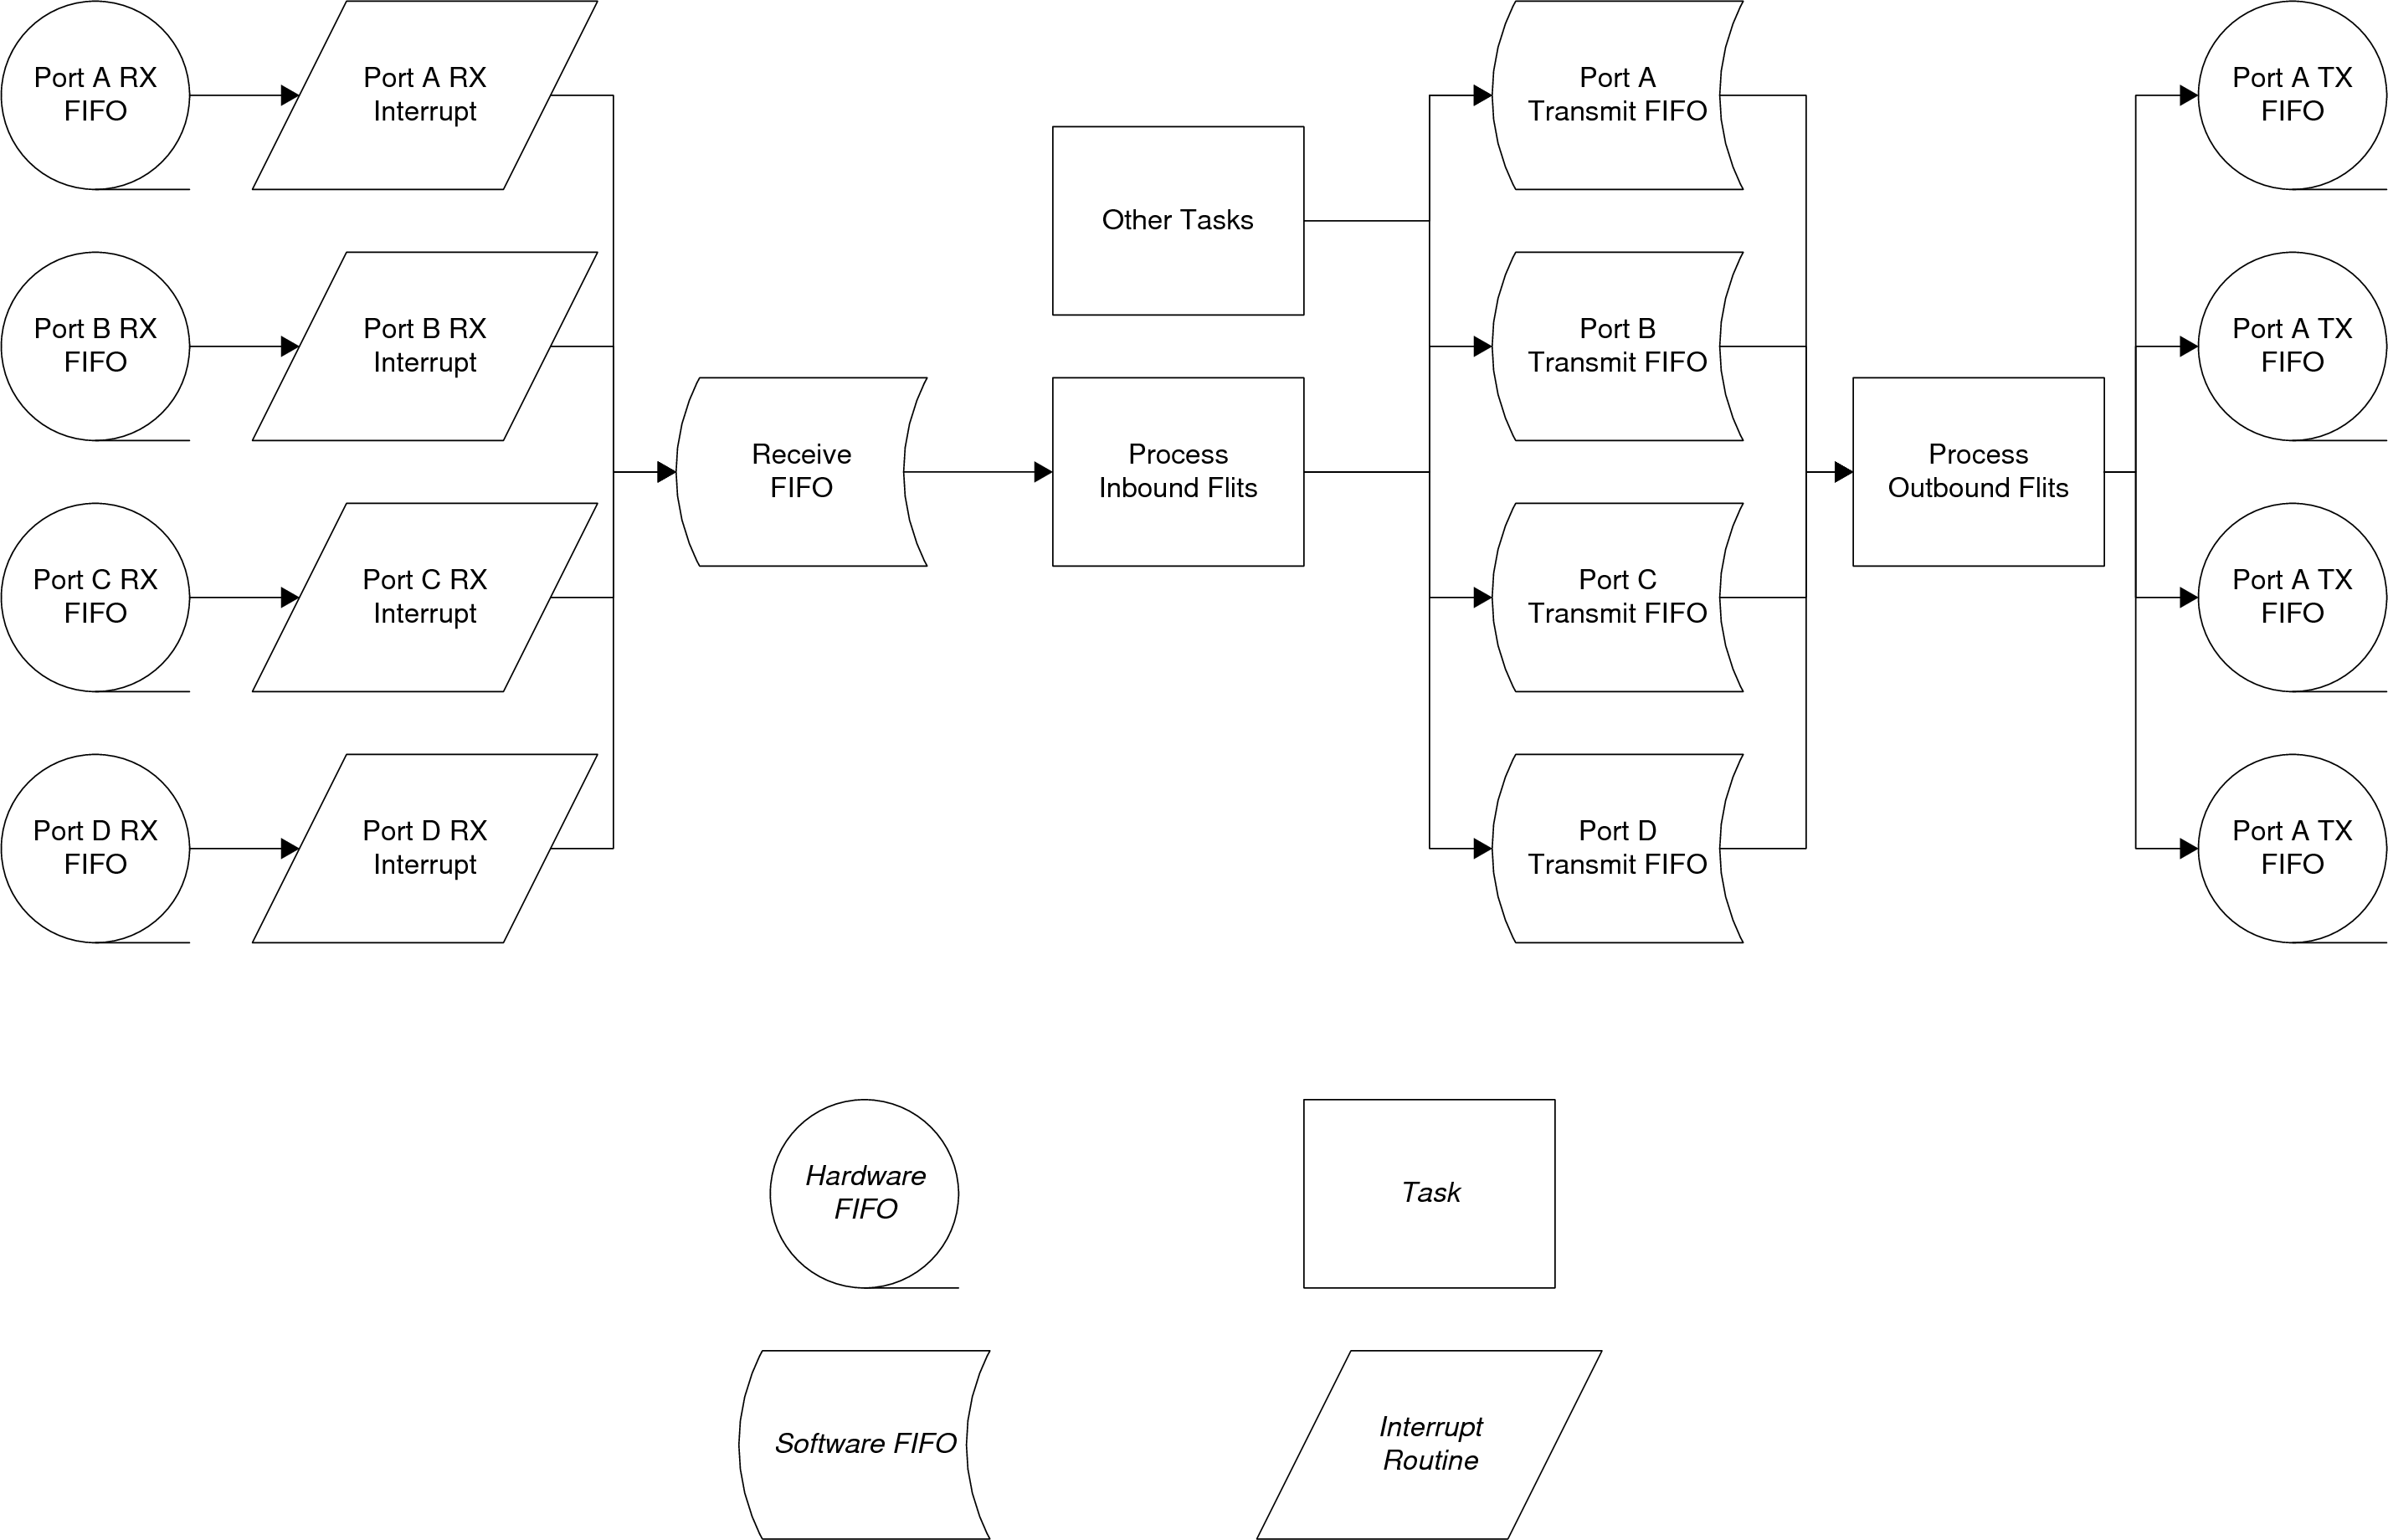 Port A RX
FIFO
Port A RX
Interrupt
Port A
Transmit FIFO
Port A TX
FIFO
Other Tasks
Port B RX
FIFO
Port B RX
Interrupt
Port B
Transmit FIFO
Port A TX
FIFO
Receive
FIFO
Process
Inbound Flits
Process
Outbound Flits
Port C RX
FIFO
Port C RX
Interrupt
Port C
Transmit FIFO
Port A TX
FIFO
Port D RX
FIFO
Port D RX
Interrupt
Port D
Transmit FIFO
Port A TX
FIFO
Hardware
FIFO
Task
Software FIFO
Interrupt
Routine